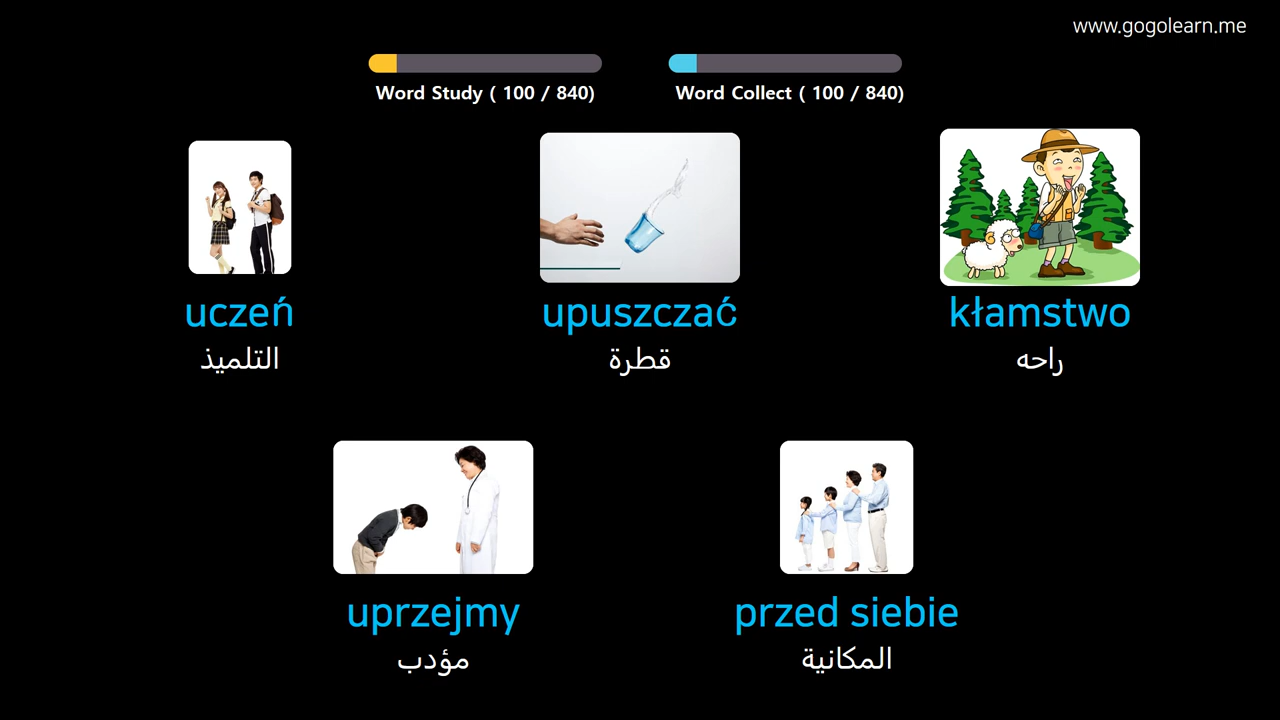 www.gogolearn.me
Word Study ( 100 / 840)
Word Collect ( 100 / 840)
uczeń
التلميذ
upuszczać
قطرة
kłamstwo
راحه
uprzejmy
مؤدب
przed siebie
المكانية